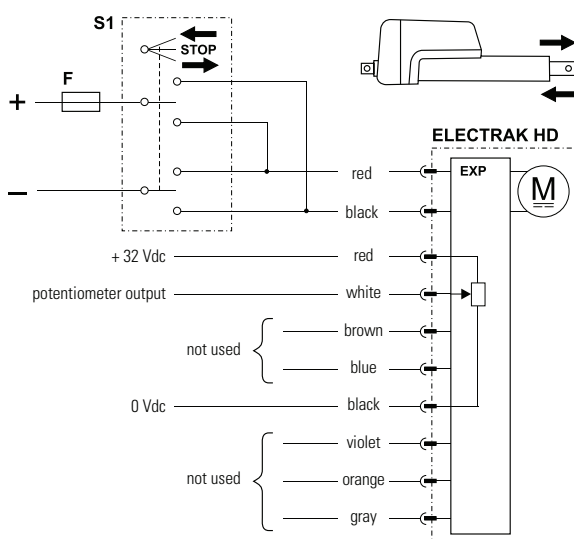 S1
STOP
F
+
–
ELECTRAK HD
EXP
M
red
black
+ 32 Vdc
red
potentiometer output
white
not used
brown
blue
0 Vdc
black
not used
violet
orange
gray